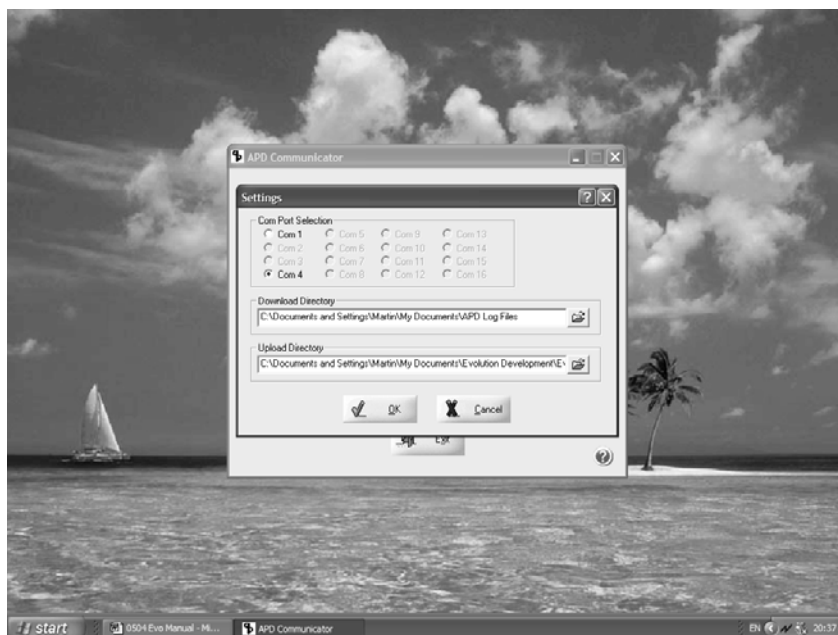 APD Communicator
Settings
Com Port Selection
Com 1 Com 5 Com 9 Com 13
Com 2 Com 6 Com 10 Com 14
Com 3 Com 7 Com 11 Com 15
Com 4 Com 8 Com 12 Com 16
Download Directory
C:\Documents and Settings\Martin\My Documents\APD Log Files
Upload Directory
C:\Documents and Settings\Martin\My Documents\Evolution Development\Ev
OK Cancel
Exit
start 0504 Evo Manual - Mi... APD Communicator EN 20:37